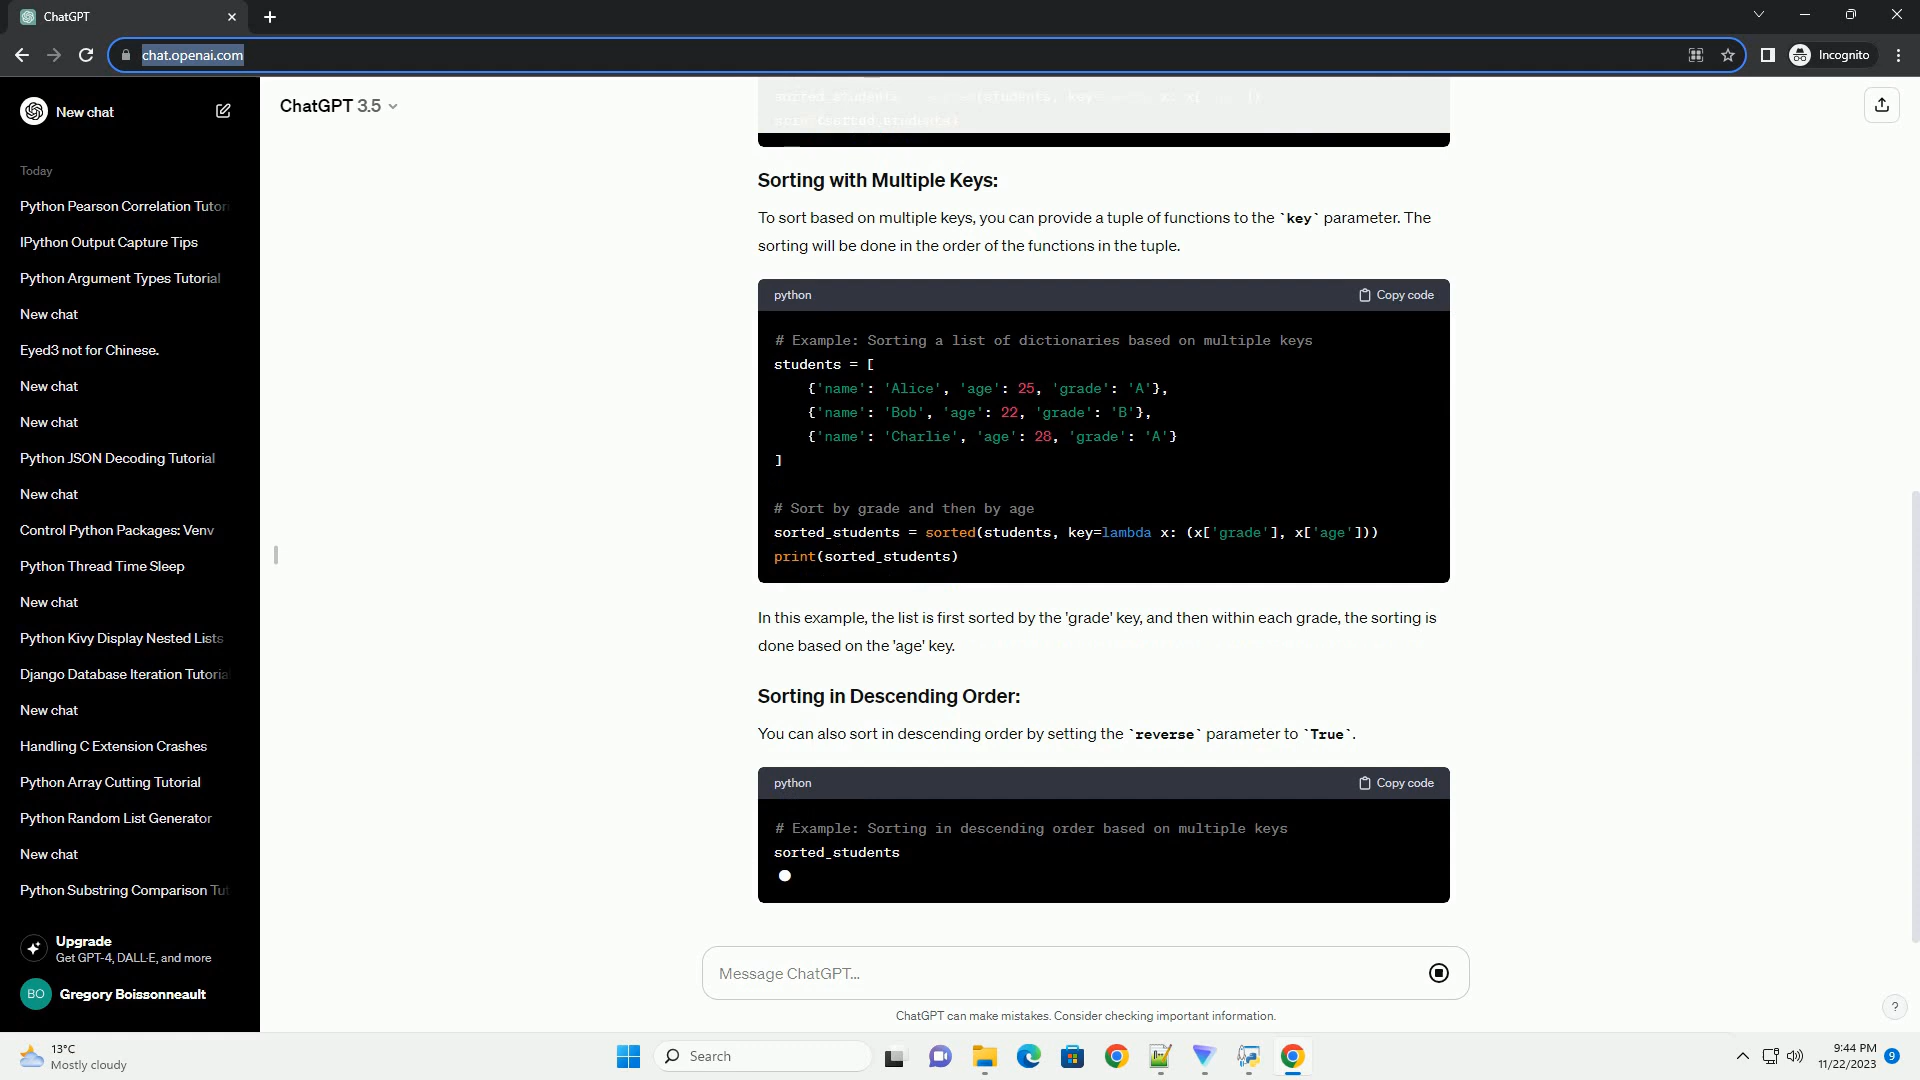 ChatGPT
chat.openai.com
Incognito
New chat
Today
Python Pearson Correlation Tutor
IPython Output Capture Tips
Python Argument Types Tutorial
New chat
Eyed3 not for Chinese.
New chat
New chat
Python JSON Decoding Tutorial
New chat
Control Python Packages: Venv
Python Thread Time Sleep
New chat
Python Kivy Display Nested Lists
Django Database Iteration Tutoria
New chat
Handling C Extension Crashes
Python Array Cutting Tutorial
Python Random List Generator
New chat
Python Substring Comparison Tut
Upgrade
Get GPT-4, DALL·E, and more
BO Gregory Boissonneault
ChatGPT 3.5
sorted_students = sorted(students, key=lambda x: x['age'])
print(sorted_students)
Sorting with Multiple Keys:
To sort based on multiple keys, you can provide a tuple of functions to the `key` parameter. The
sorting will be done in the order of the functions in the tuple.
python Copy code
# Example: Sorting a list of dictionaries based on multiple keys
students = [
{'name': 'Alice', 'age': 25, 'grade': 'A'},
{'name': 'Bob', 'age': 22, 'grade': 'B'},
{'name': 'Charlie', 'age': 28, 'grade': 'A'}
]
# Sort by grade and then by age
sorted_students = sorted(students, key=lambda x: (x['grade'], x['age']))
print(sorted_students)
In this example, the list is first sorted by the 'grade' key, and then within each grade, the sorting is
done based on the 'age' key.
Sorting in Descending Order:
You can also sort in descending order by setting the `reverse` parameter to `True`.
python Copy code
# Example: Sorting in descending order based on multiple keys
sorted_students
Message ChatGPT...
ChatGPT can make mistakes. Consider checking important information.
?
13°C
Mostly cloudy
Search
9:44 PM
11/22/2023
9